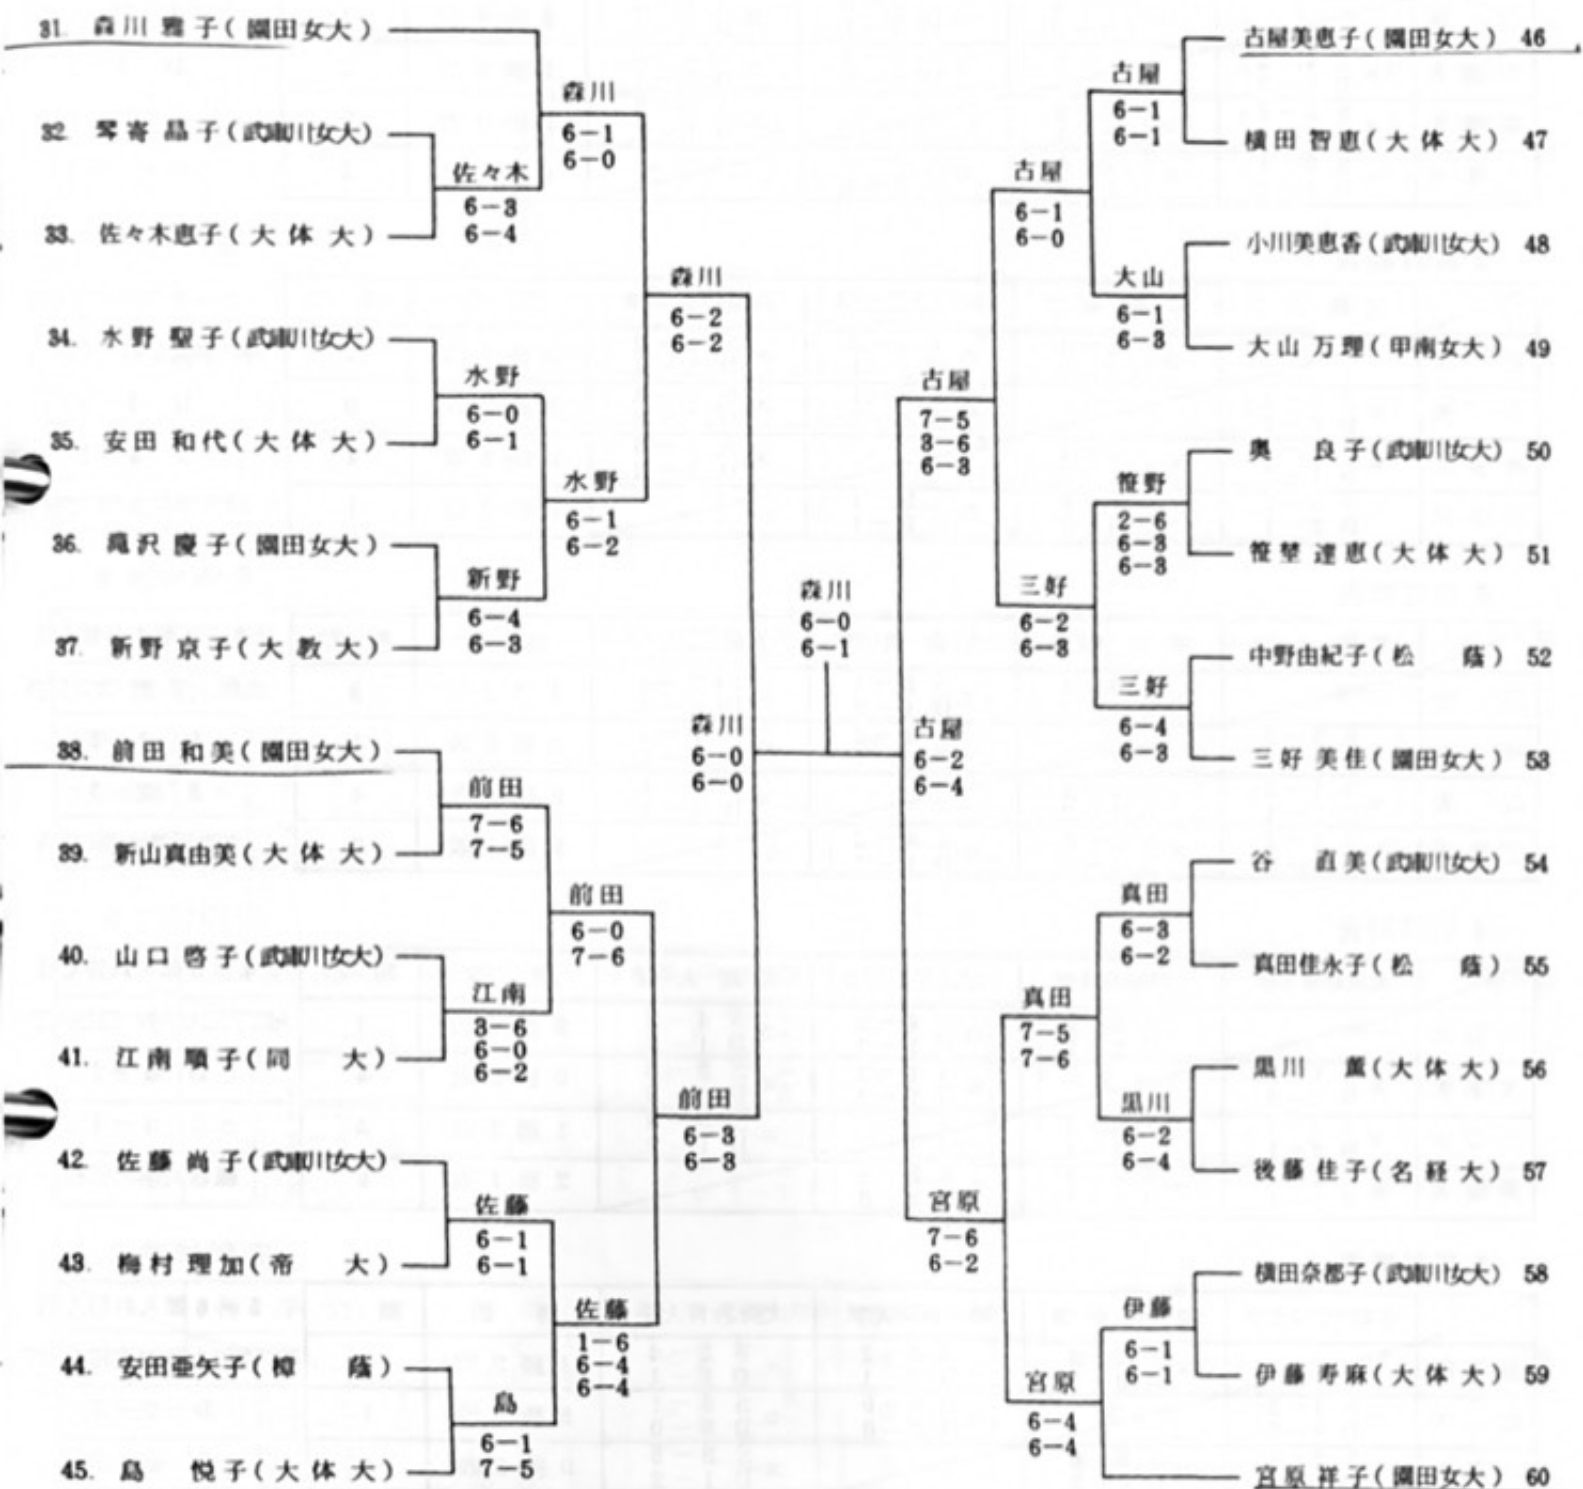 31. 森川 雅子(園田女大)
32. 琴寄 晶子(武庫川女大)
33. 佐々木恵子(大体大)
34. 水野 聖子(武庫川女大)
35. 安田 和代(大体大)
36. 滝沢 慶子(園田女大)
37. 新野 京子(大教大)
38. 前田 和美(園田女大)
39. 新山真由美(大体大)
40. 山口 啓子(武庫川女大)
41. 江南 順子(同 大)
42. 佐藤 尚子(武庫川女大)
43. 梅村 理加(帝 大)
44. 安田亜矢子(樟 蔭)
45. 島 悦子(大体大)
佐々木
6-3
6-4
水野
6-0
6-1
新野
6-4
6-3
前田
7-6
7-5
江南
3-6
6-0
6-2
佐藤
6-1
6-1
島
6-1
7-5
森川
6-1
6-0
水野
6-1
6-2
前田
6-0
7-6
佐藤
1-6
6-4
6-4
森川
6-2
6-2
前田
6-3
6-3
森川
6-0
6-0
森川
6-0
6-1
古屋
6-2
6-4
古屋
7-5
3-6
6-3
宮原
7-6
6-2
古屋
6-1
6-0
三好
6-2
6-3
真田
7-5
7-6
宮原
6-4
6-4
古屋
6-1
6-1
大山
6-1
6-3
笹野
2-6
6-3
6-3
三好
6-4
6-3
真田
6-3
6-2
黒川
6-2
6-4
伊藤
6-1
6-1
古屋美恵子(園田女大) 46
横田 智恵(大体大) 47
小川美恵香(武庫川女大) 48
大山 万理(甲南女大) 49
奥 良子(武庫川女大) 50
笹埜 達恵(大体大) 51
中野由紀子(松 蔭) 52
三好 美佳(園田女大) 53
谷 直美(武庫川女大) 54
真田佳永子(松 蔭) 55
黒川 薫(大体大) 56
後藤 佳子(名経大) 57
横田奈都子(武庫川女大) 58
伊藤 寿麻(大体大) 59
宮原 祥子(園田女大) 60